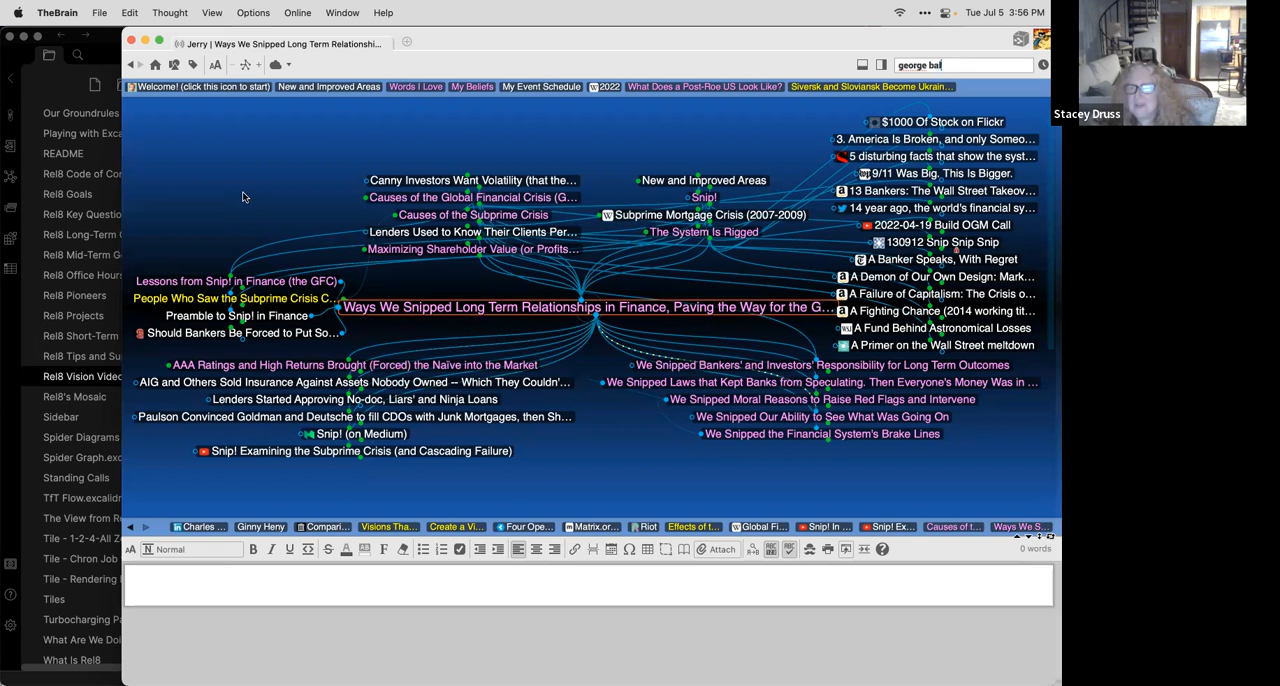 TheBrain File Edit Thought View Options Online Window Help
Tue Jul 5 3:56 PM
Jerry | Ways We Snipped Long Term Relationshi...
AA
george bal
Welcome! (click this icon to start) New and Improved Areas Words I Love My Beliefs My Event Schedule 2022 What Does a Post-Roe US Look Like? Siversk and Sloviansk Become Ukrain...
Stacey Druss
Our Groundrules
Playing with Exca
README
Rel8 Code of Con
Rel8 Goals
Rel8 Key Questio
Rel8 Long-Term G
Rel8 Mid-Term Go
Rel8 Office Hours
Rel8 Pioneers
Rel8 Projects
Rel8 Short-Term
Rel8 Tips and Su
Rel8 Vision Video
Rel8's Mosaic
Sidebar
Spider Diagrams
Spider Graph.exc
Standing Calls
TfT Flow.excalidr
The View from R
Tile - 1-2-4-All Z
Tile - Chron Job
Tile - Rendering I
Tiles
Turbocharging Pa
What Are We Doi
What Is Rel8
Canny Investors Want Volatility (that the...
Causes of the Global Financial Crisis (G...
Causes of the Subprime Crisis
Lenders Used to Know Their Clients Per...
Maximizing Shareholder Value (or Profits...
New and Improved Areas
Snip!
Subprime Mortgage Crisis (2007-2009)
The System Is Rigged
$1000 Of Stock on Flickr
3. America Is Broken, and only Someo...
5 disturbing facts that show the syst...
9/11 Was Big. This Is Bigger.
13 Bankers: The Wall Street Takeov...
14 year ago, the world's financial sy...
2022-04-19 Build OGM Call
130912 Snip Snip Snip
A Banker Speaks, With Regret
A Demon of Our Own Design: Mark...
A Failure of Capitalism: The Crisis o...
A Fighting Chance (2014 working tit...
A Fund Behind Astronomical Losses
A Primer on the Wall Street meltdown
Lessons from Snip! in Finance (the GFC)
People Who Saw the Subprime Crisis C...
Preamble to Snip! in Finance
Should Bankers Be Forced to Put So...
Ways We Snipped Long Term Relationships in Finance, Paving the Way for the G...
AAA Ratings and High Returns Brought (Forced) the Naïve into the Market
AIG and Others Sold Insurance Against Assets Nobody Owned -- Which They Couldn'...
Lenders Started Approving No-doc, Liars' and Ninja Loans
Paulson Convinced Goldman and Deutsche to fill CDOs with Junk Mortgages, then Sh...
Snip! (on Medium)
Snip! Examining the Subprime Crisis (and Cascading Failure)
We Snipped Bankers' and Investors' Responsibility for Long Term Outcomes
We Snipped Laws that Kept Banks from Speculating. Then Everyone's Money Was in ...
We Snipped Moral Reasons to Raise Red Flags and Intervene
We Snipped Our Ability to See What Was Going On
We Snipped the Financial System's Brake Lines
Charles ... Ginny Heny Compari... Visions Tha... Create a Vi... Four Ope... Matrix.or... Riot Effects of t... Global Fi... Snip! In ... Snip! Ex... Causes of t... Ways We S...
AA N Normal B I U S A F Attach
0 words